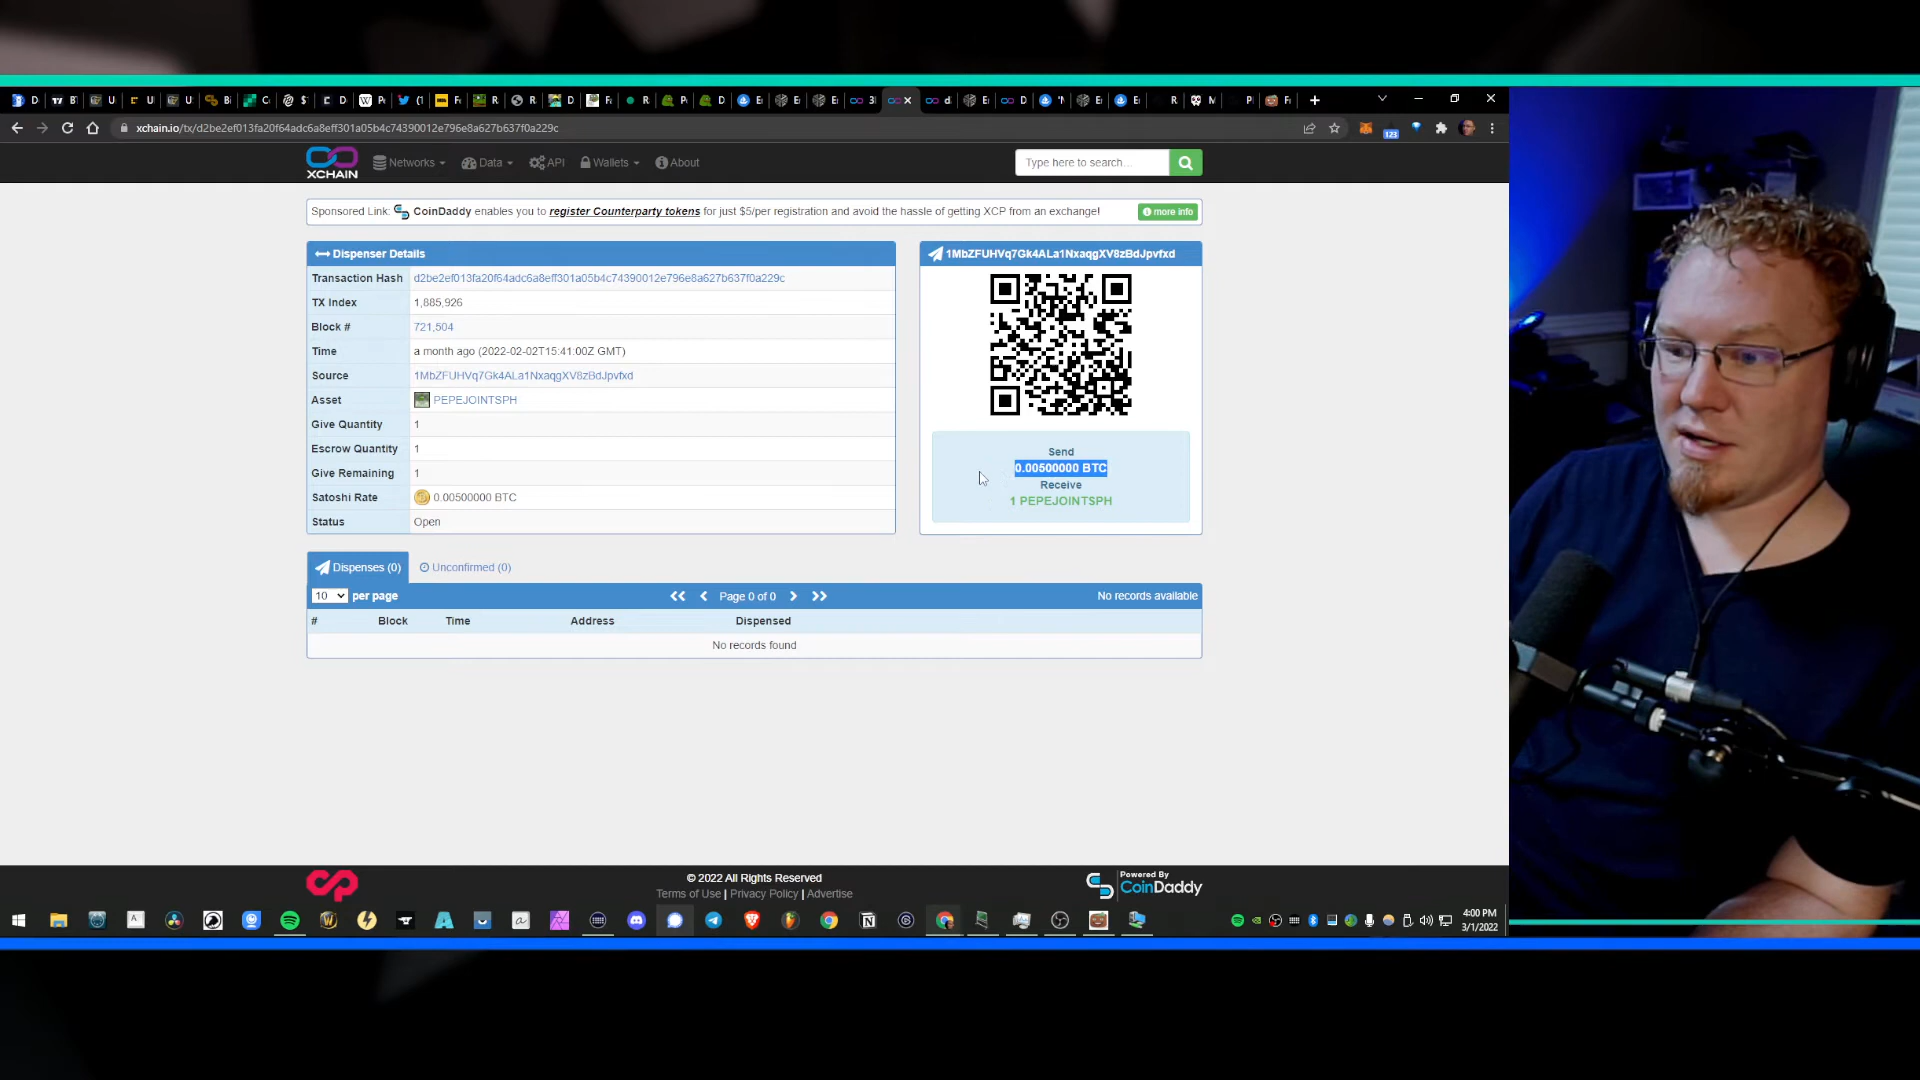 xchain.io/tx/d2be2ef013fa20f64adc6a8eff301a05b4c74390012e796e8a627b637f0a229c
123
XCHAIN
Networks Data API Wallets About
Type here to search...
Sponsored Link: CoinDaddy enables you to register Counterparty tokens for just $5/per registration and avoid the hassle of getting XCP from an exchange! more info
Dispenser Details
Transaction Hash d2be2ef013fa20f64adc6a8eff301a05b4c74390012e796e8a627b637f0a229c
TX Index 1,885,926
Block # 721,504
Time a month ago (2022-02-02T15:41:00Z GMT)
Source 1MbZFUHVq7Gk4ALa1NxaqgXV8zBdJpvfxd
Asset PEPEJOINTSPH
Give Quantity 1
Escrow Quantity 1
Give Remaining 1
Satoshi Rate 0.00500000 BTC
Status Open
1MbZFUHVq7Gk4ALa1NxaqgXV8zBdJpvfxd
Send
0.00500000 BTC
Receive
1 PEPEJOINTSPH
Dispenses (0) Unconfirmed (0)
10 per page Page 0 of 0 No records available
# Block Time Address Dispensed
No records found
© 2022 All Rights Reserved
Terms of Use | Privacy Policy | Advertise
Powered By
CoinDaddy
4:00 PM
3/1/2022